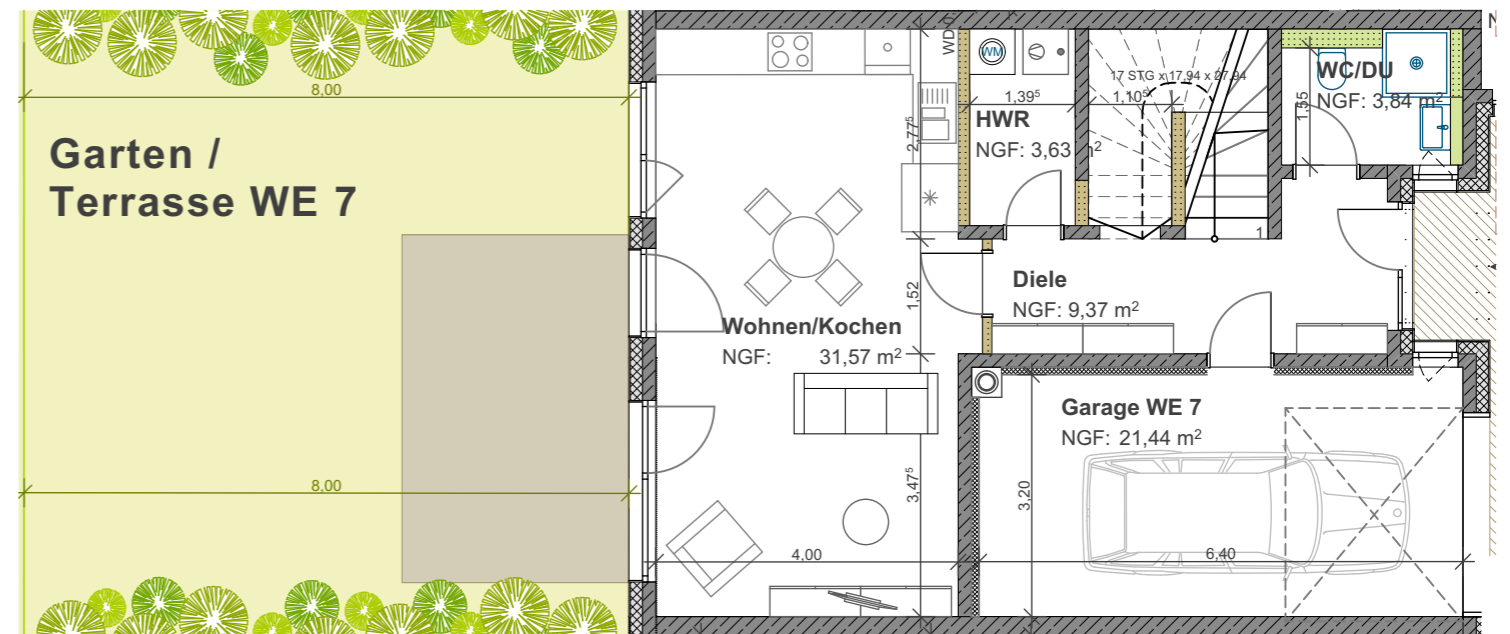 8,00
Garten /
Terrasse WE 7
8,00
WM
17 STG x 17,94 x 27,94
1,39⁵
1,10⁵
HWR
NGF: 3,63 m²
2,77⁵
1,55
WC/DU
NGF: 3,84 m²
1
1,52
Diele
NGF: 9,37 m²
Wohnen/Kochen
NGF: 31,57 m²
Garage WE 7
NGF: 21,44 m²
3,47⁵
3,20
4,00
6,40